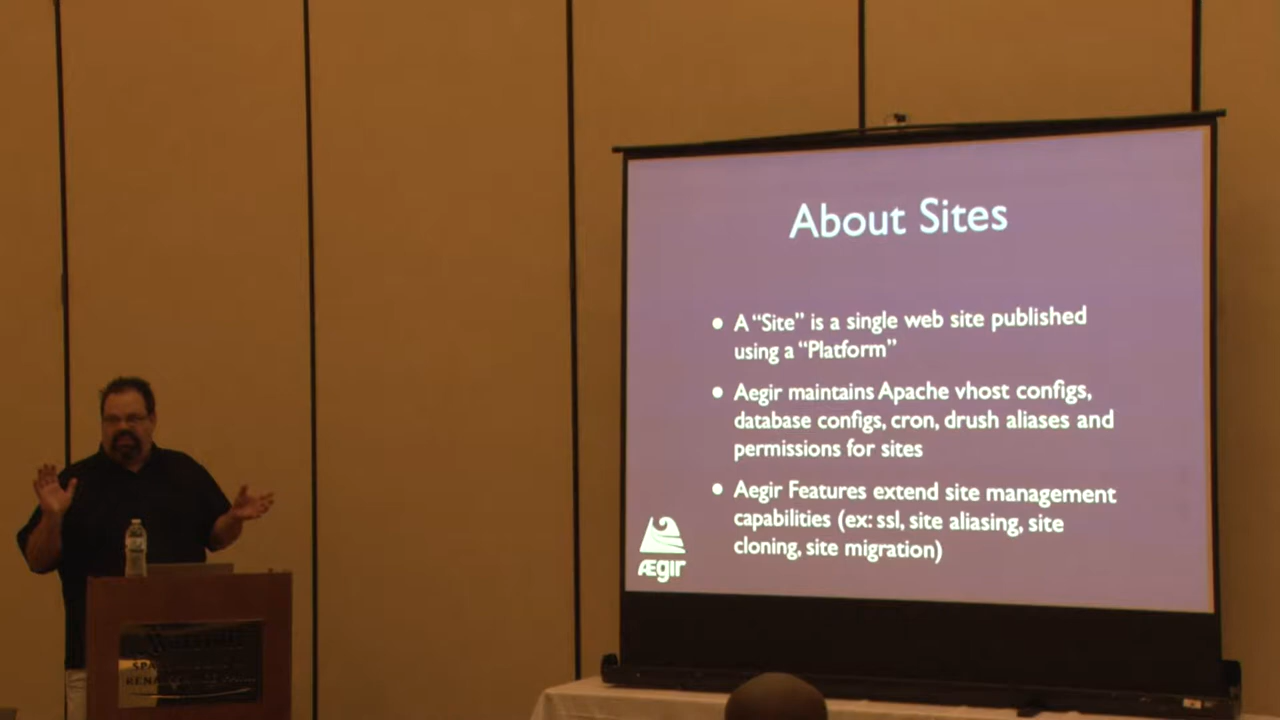 About Sites
• A “Site” is a single web site published
using a “Platform”
• Aegir maintains Apache vhost configs,
database configs, cron, drush aliases and
permissions for sites
• Aegir Features extend site management
capabilities (ex: ssl, site aliasing, site
cloning, site migration)
ÆGIr